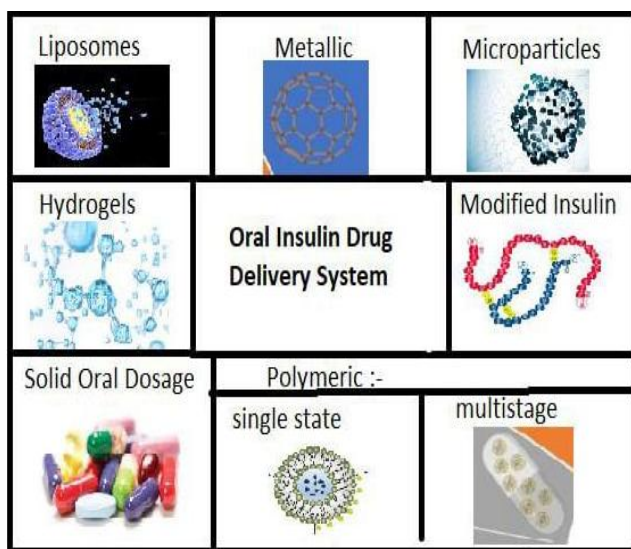 Liposomes
Metallic
Microparticles
Hydrogels
Oral Insulin Drug
Delivery System
Modified Insulin
Solid Oral Dosage
Polymeric :-
single state
multistage